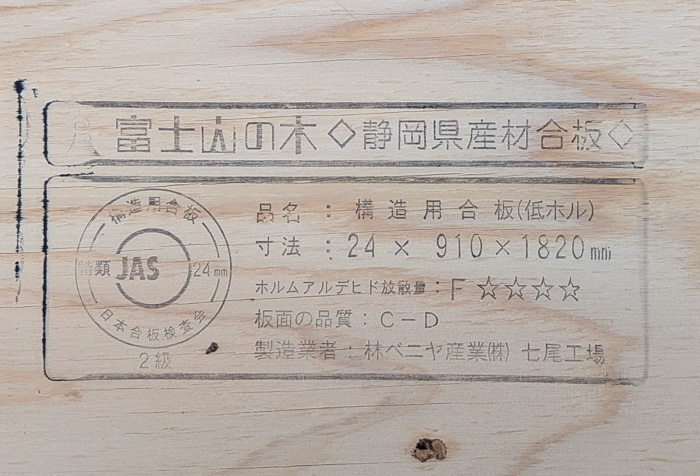 富士山の木◇静岡県産材合板◇
構造用合板
特類 JAS 24mm
日本合板検査会
2級
品名 : 構造用合板(低ホル)
寸法 : 24 × 910×1820mm
ホルムアルデヒド放散量:F☆☆☆☆
板面の品質:C-D
製造業者:林ベニヤ産業㈱ 七尾工場